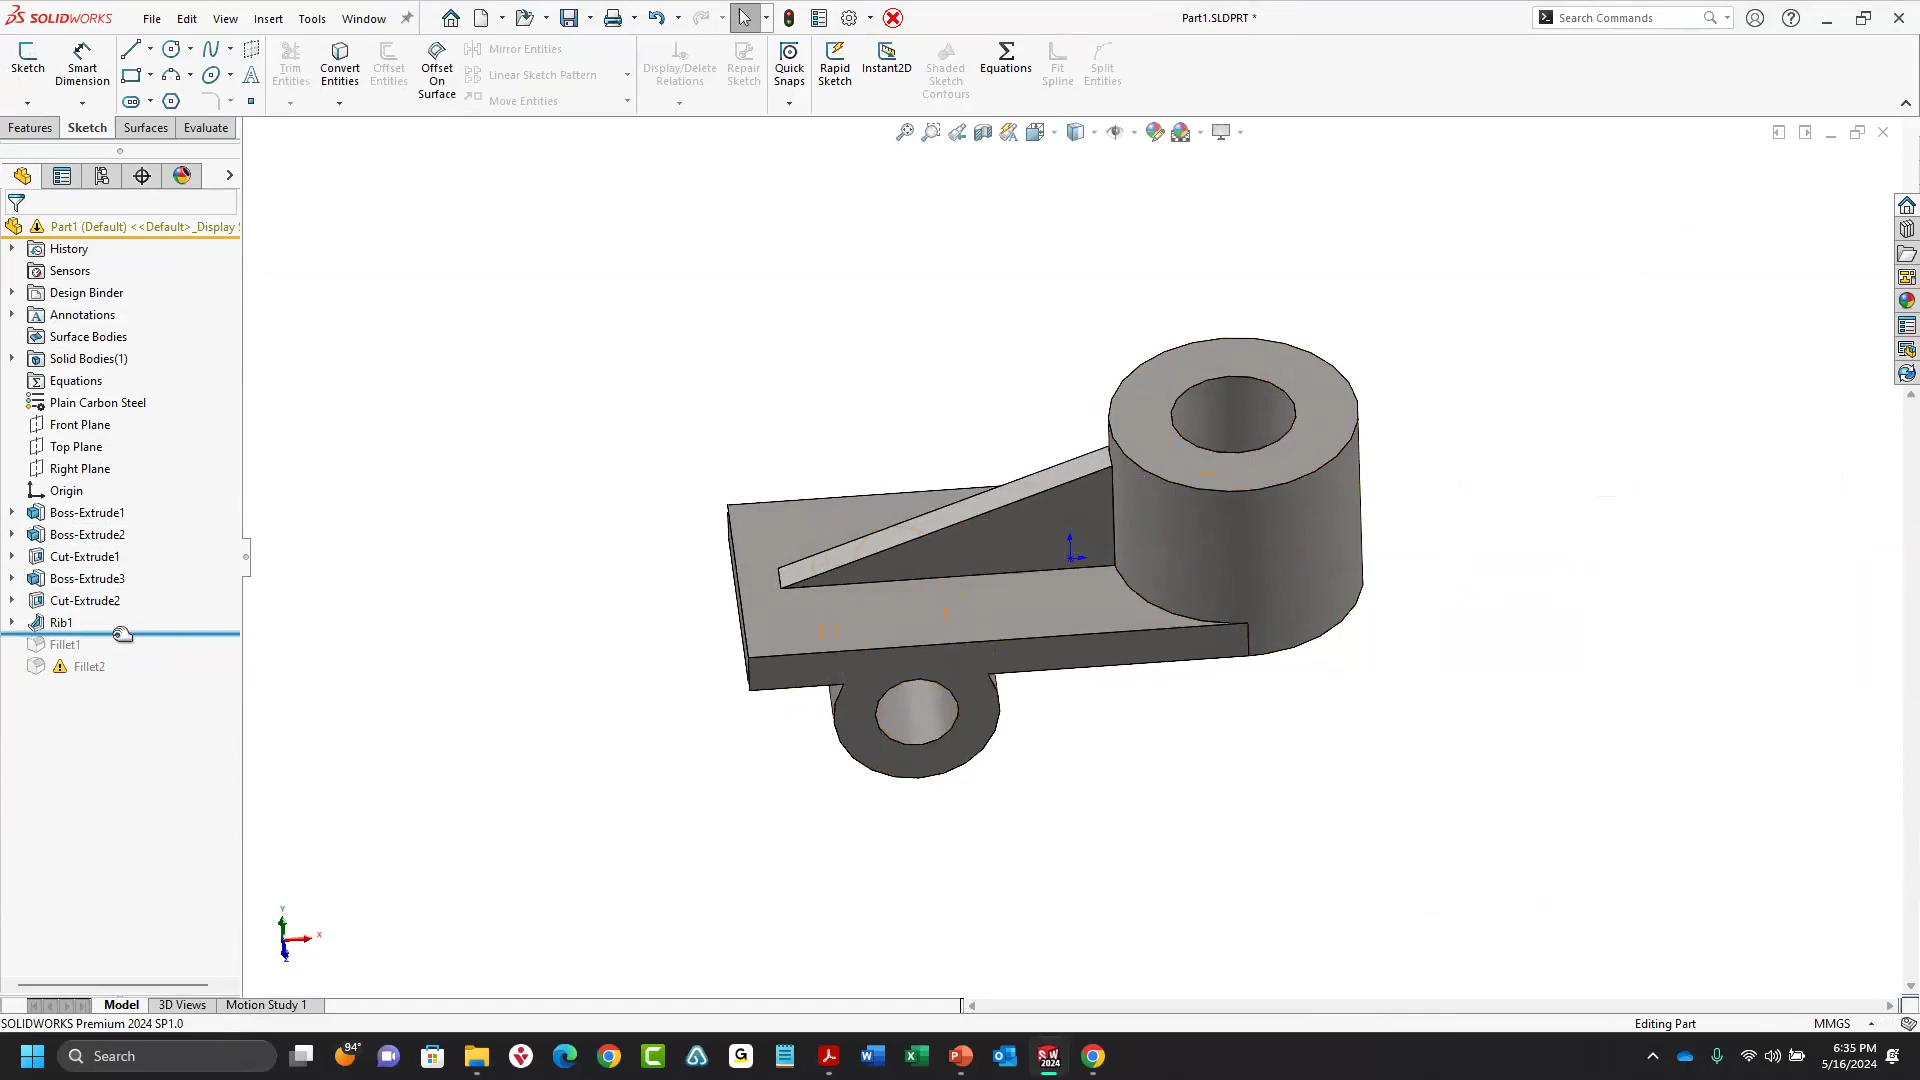 SOLIDWORKS
File
Edit
View
Insert
Tools
Window
Part1.SLDPRT *
Search Commands
Sketch
Smart
Dimension
Trim
Entities
Convert
Entities
Offset
Entities
Offset
On
Surface
Mirror Entities
Linear Sketch Pattern
Move Entities
Display/Delete
Relations
Repair
Sketch
Quick
Snaps
Rapid
Sketch
Instant2D
Shaded
Sketch
Contours
Equations
Fit
Spline
Split
Entities
Features
Sketch
Surfaces
Evaluate
Part1 (Default) <<Default>_Display
History
Sensors
Design Binder
Annotations
Surface Bodies
Solid Bodies(1)
Equations
Plain Carbon Steel
Front Plane
Top Plane
Right Plane
Origin
Boss-Extrude1
Boss-Extrude2
Cut-Extrude1
Boss-Extrude3
Cut-Extrude2
Rib1
Fillet1
Fillet2
Y
X
Z
Model
3D Views
Motion Study 1
SOLIDWORKS Premium 2024 SP1.0
Editing Part
MMGS
Search
94°
6:35 PM
5/16/2024